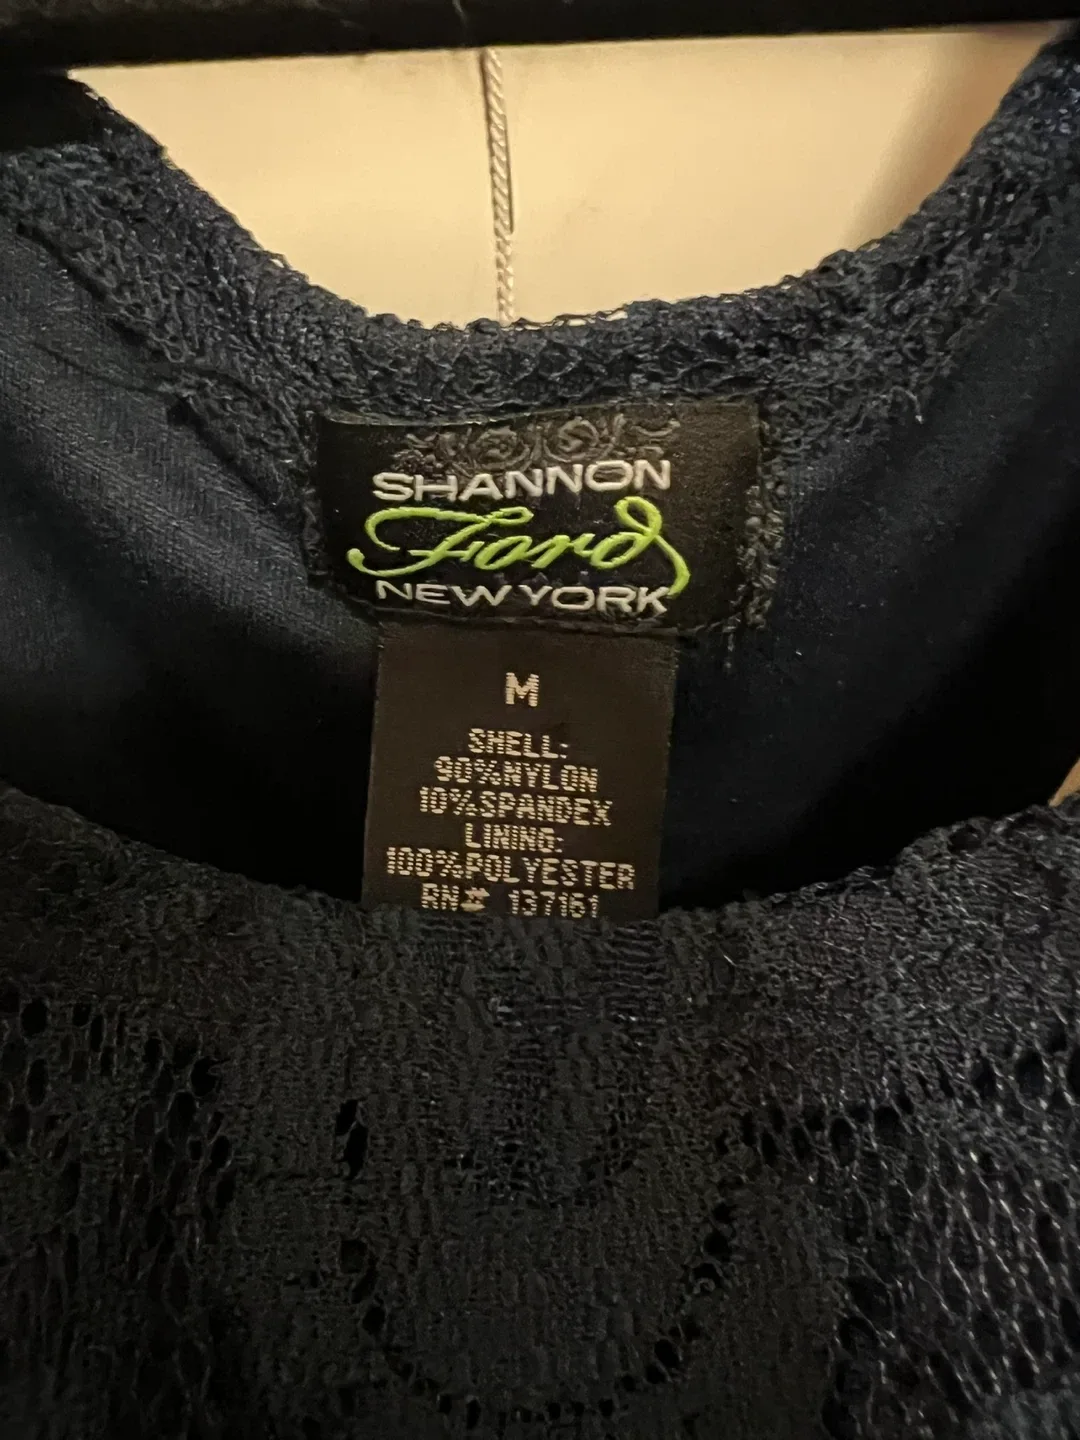 SHANNON
Ford
NEW YORK
M
SHELL:
90%NYLON
10%SPANDEX
LINING:
100%POLYESTER
RN# 137161